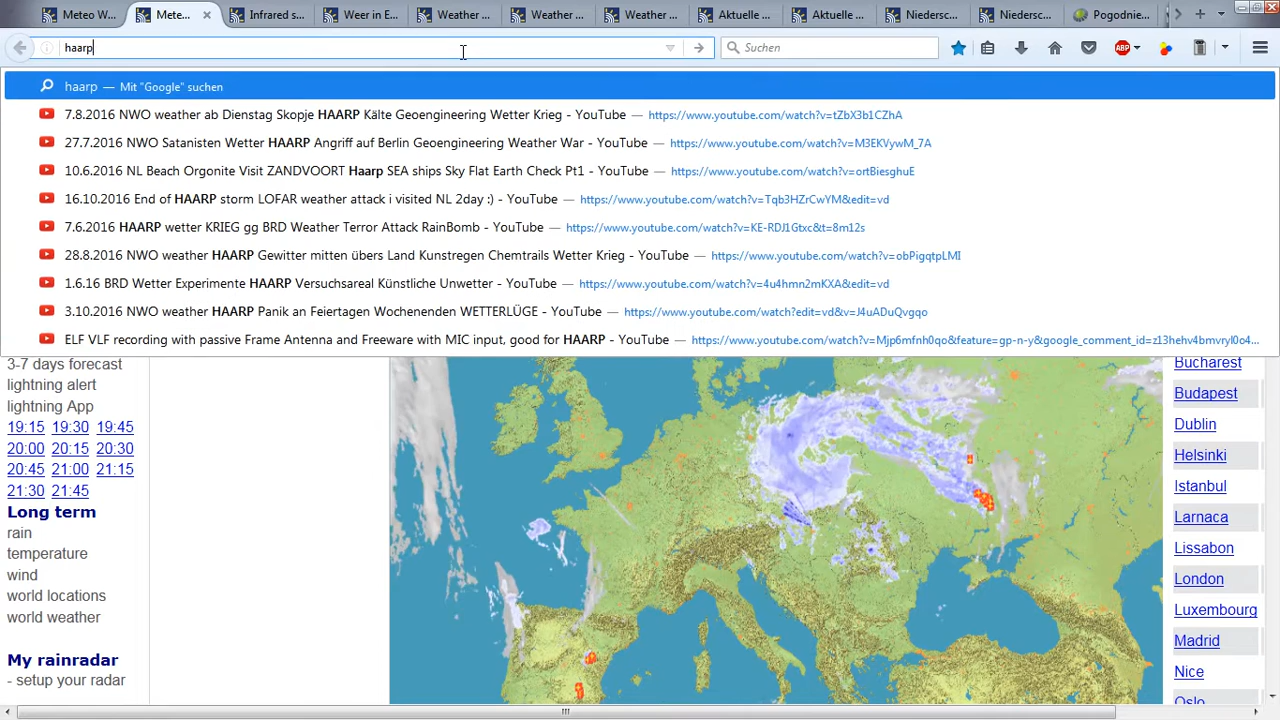 Meteo W...
Mete...
Infrared s...
Weer in E...
Weather ...
Weather ...
Weather ...
Aktuelle ...
Aktuelle ...
Niedersc...
Niedersc...
Pogodnie...
haarp
Suchen
ABP
haarp — Mit "Google" suchen
7.8.2016 NWO weather ab Dienstag Skopje HAARP Kälte Geoengineering Wetter Krieg - YouTube — https://www.youtube.com/watch?v=tZbX3b1CZhA
27.7.2016 NWO Satanisten Wetter HAARP Angriff auf Berlin Geoengineering Weather War - YouTube — https://www.youtube.com/watch?v=M3EKVywM_7A
10.6.2016 NL Beach Orgonite Visit ZANDVOORT Haarp SEA ships Sky Flat Earth Check Pt1 - YouTube — https://www.youtube.com/watch?v=ortBiesghuE
16.10.2016 End of HAARP storm LOFAR weather attack i visited NL 2day :) - YouTube — https://www.youtube.com/watch?v=Tqb3HZrCwYM&edit=vd
7.6.2016 HAARP wetter KRIEG gg BRD Weather Terror Attack RainBomb - YouTube — https://www.youtube.com/watch?v=KE-RDJ1Gtxc&t=8m12s
28.8.2016 NWO weather HAARP Gewitter mitten übers Land Kunstregen Chemtrails Wetter Krieg - YouTube — https://www.youtube.com/watch?v=obPigqtpLMI
1.6.16 BRD Wetter Experimente HAARP Versuchsareal Künstliche Unwetter - YouTube — https://www.youtube.com/watch?v=4u4hmn2mKXA&edit=vd
3.10.2016 NWO weather HAARP Panik an Feiertagen Wochenenden WETTERLÜGE - YouTube — https://www.youtube.com/watch?edit=vd&v=J4uADuQvgqo
ELF VLF recording with passive Frame Antenna and Freeware with MIC input, good for HAARP - YouTube — https://www.youtube.com/watch?v=Mjp6mfnh0qo&feature=gp-n-y&google_comment_id=z13hehv4bmvryl0o4...
3-7 days forecast
lightning alert
lightning App
19:15 19:30 19:45
20:00 20:15 20:30
20:45 21:00 21:15
21:30 21:45
Long term
rain
temperature
wind
world locations
world weather
My rainradar
- setup your radar
Brussels
Budapest
Dublin
Helsinki
Istanbul
Larnaca
Lissabon
London
Luxembourg
Madrid
Nice
Oslo